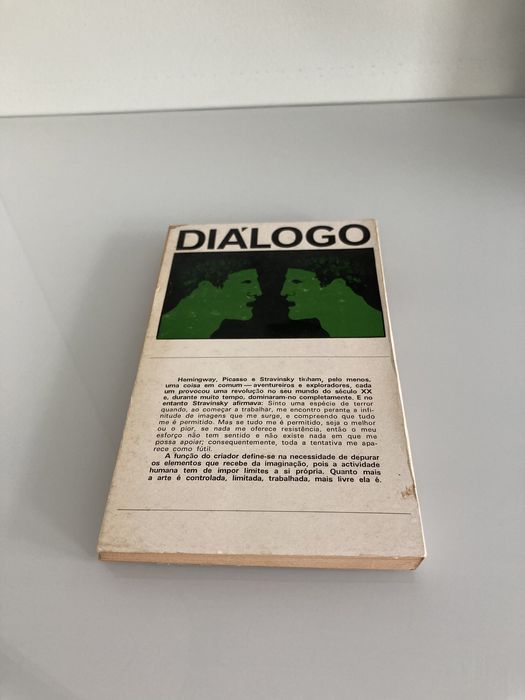 DIÁLOGO
Hemingway, Picasso e Stravinsky tinham, pelo menos,
uma coisa em comum — aventureiros e exploradores, cada
um provocou uma revolução no seu mundo do século XX
e, durante muito tempo, dominaram-no completamente. E no
entanto Stravinsky afirmava: Sinto uma espécie de terror
quando, ao começar a trabalhar, me encontro perante a infi-
nitude de imagens que me surge, e compreendo que tudo
me é permitido. Mas se tudo me é permitido, seja o melhor
ou o pior, se nada me oferece resistência, então o meu
esforço não tem sentido e não existe nada em que me
possa apoiar; consequentemente, toda a tentativa me apa-
rece como fútil.
A função do criador define-se na necessidade de depurar
os elementos que recebe da imaginação, pois a actividade
humana tem de impor limites a si própria. Quanto mais
a arte é controlada, limitada, trabalhada, mais livre ela é.